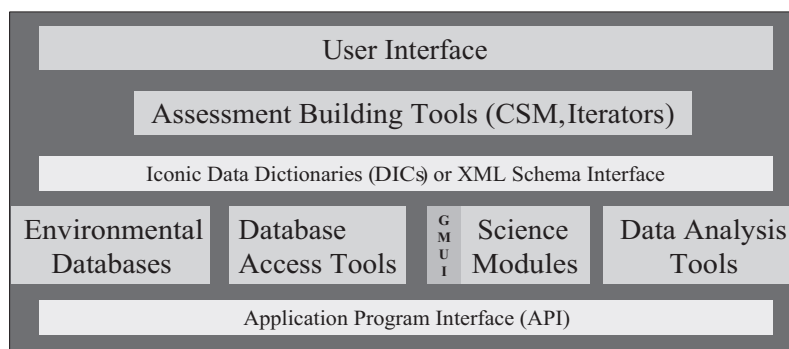 User Interface
Assessment Building Tools (CSM,Iterators)
Iconic Data Dictionaries (DICs) or XML Schema Interface
Environmental
Databases
Database
Access Tools
G
M
U
I
Science
Modules
Data Analysis
Tools
Application Program Interface (API)